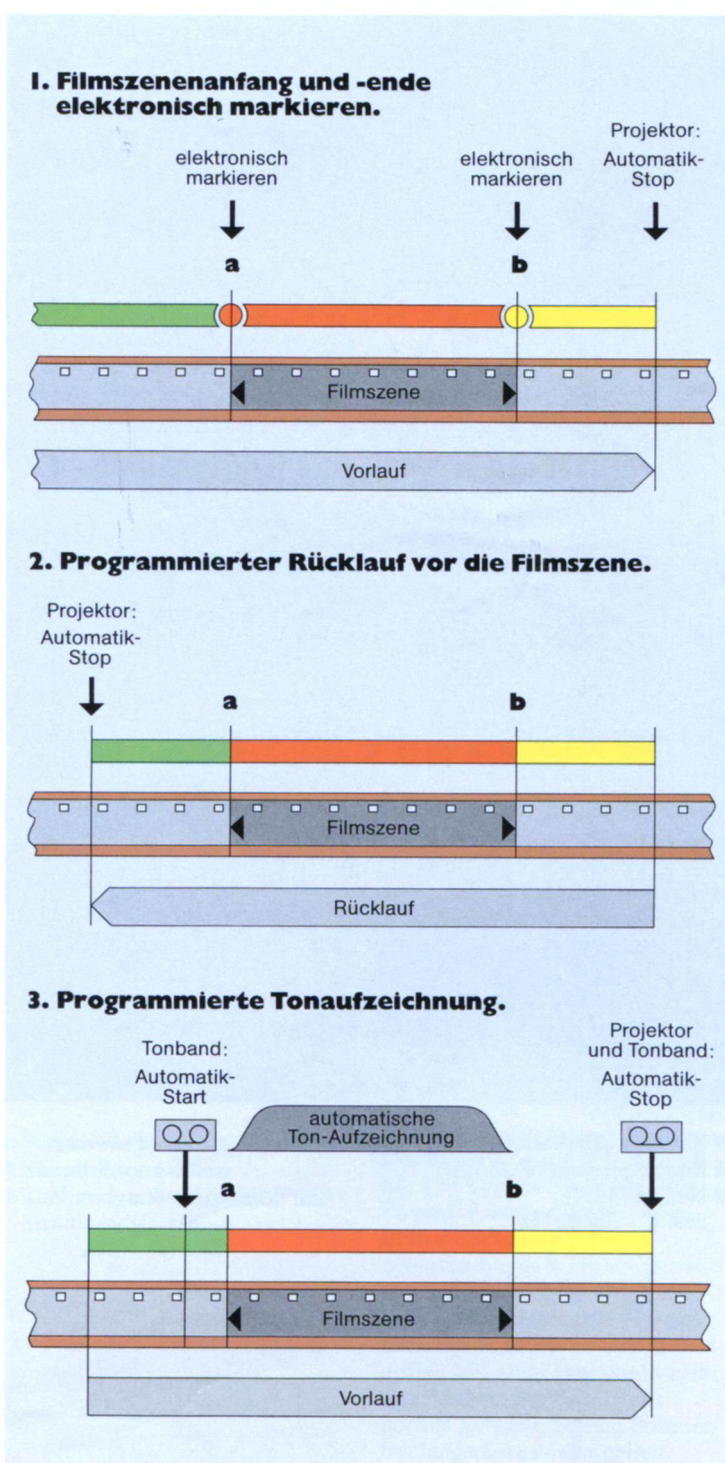 1. Filmszenenanfang und -ende
elektronisch markieren.
Projektor:
elektronisch
markieren
elektronisch
markieren
Automatik-
Stop
a
b
Filmszene
Vorlauf
2. Programmierter Rücklauf vor die Filmszene.
Projektor:
Automatik-
Stop
a
b
Filmszene
Rücklauf
3. Programmierte Tonaufzeichnung.
Tonband:
Automatik-
Start
automatische
Ton-Aufzeichnung
Projektor
und Tonband:
Automatik-
Stop
a
b
Filmszene
Vorlauf